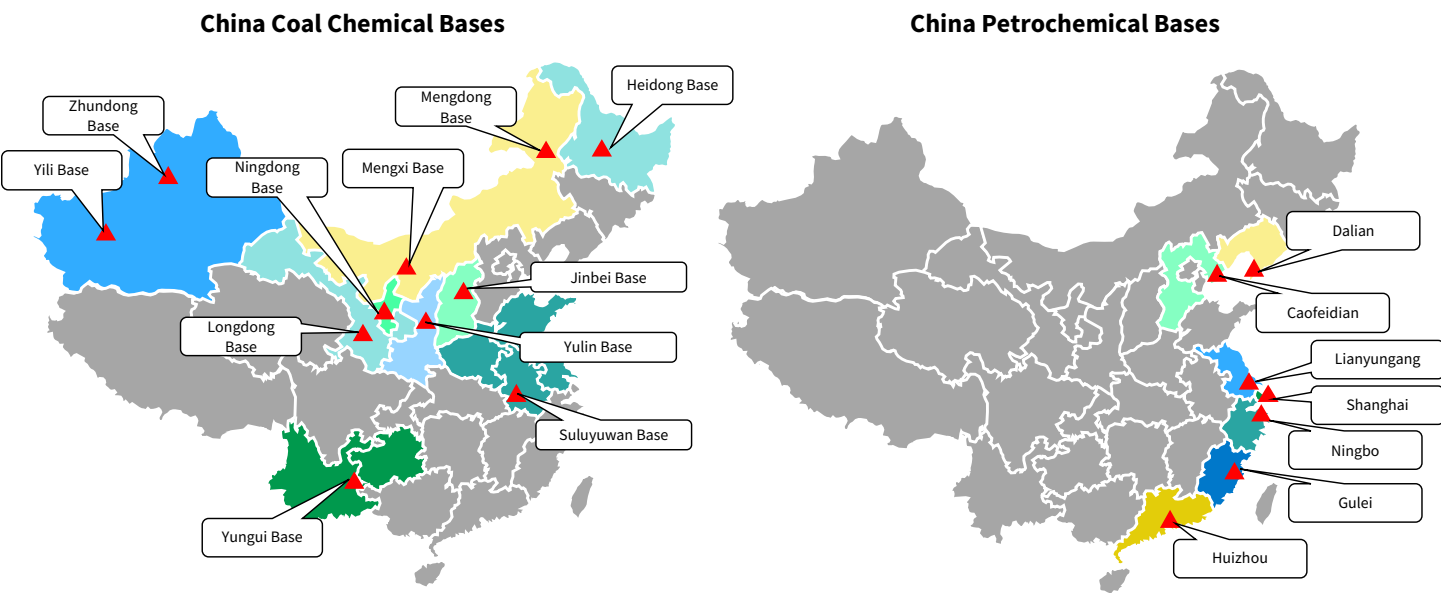 China Coal Chemical Bases
Zhundong
Base
Yili Base
Ningdong
Base
Mengxi Base
Mengdong
Base
Heidong Base
Jinbei Base
Longdong
Base
Yulin Base
Suluyuwan Base
Yungui Base
China Petrochemical Bases
Dalian
Caofeidian
Lianyungang
Shanghai
Ningbo
Gulei
Huizhou